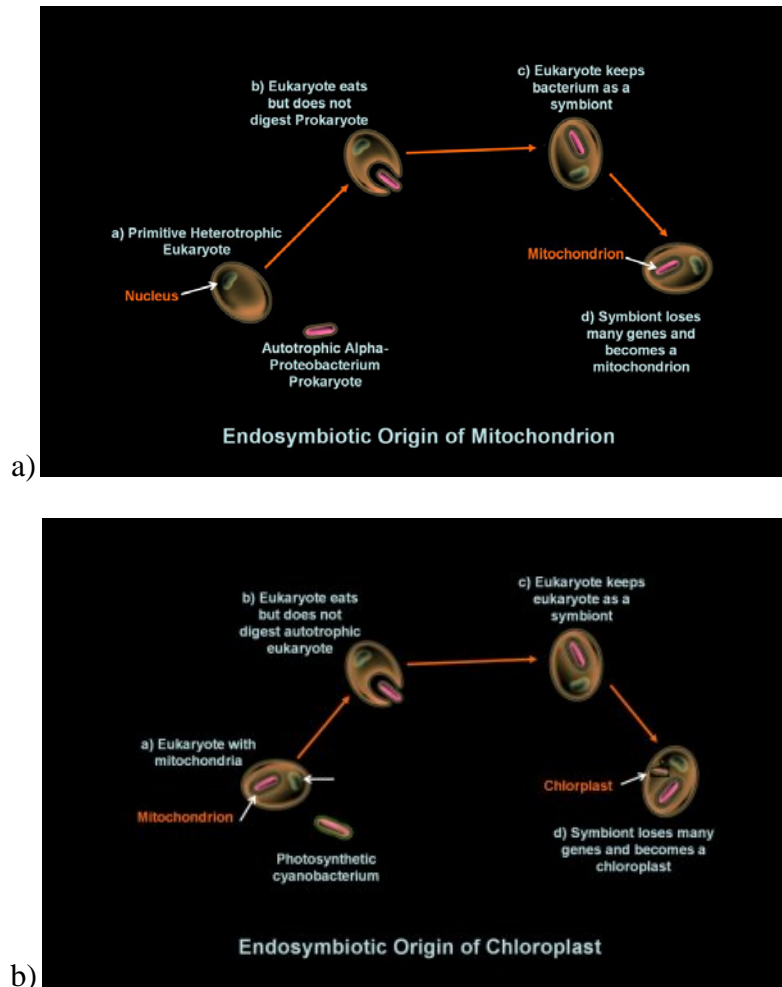 b) Eukaryote eats
but does not
digest Prokaryote
c) Eukaryote keeps
bacterium as a
symbiont
a) Primitive Heterotrophic
Eukaryote
Nucleus
Autotrophic Alpha-
Proteobacterium
Prokaryote
Mitochondrion
d) Symbiont loses
many genes and
becomes a
mitochondrion
Endosymbiotic Origin of Mitochondrion
a)
b) Eukaryote eats
but does not
digest autotrophic
eukaryote
c) Eukaryote keeps
eukaryote as a
symbiont
a) Eukaryote with
mitochondria
Mitochondrion
Photosynthetic
cyanobacterium
Chlorplast
d) Symbiont loses many
genes and becomes a
chloroplast
Endosymbiotic Origin of Chloroplast
b)